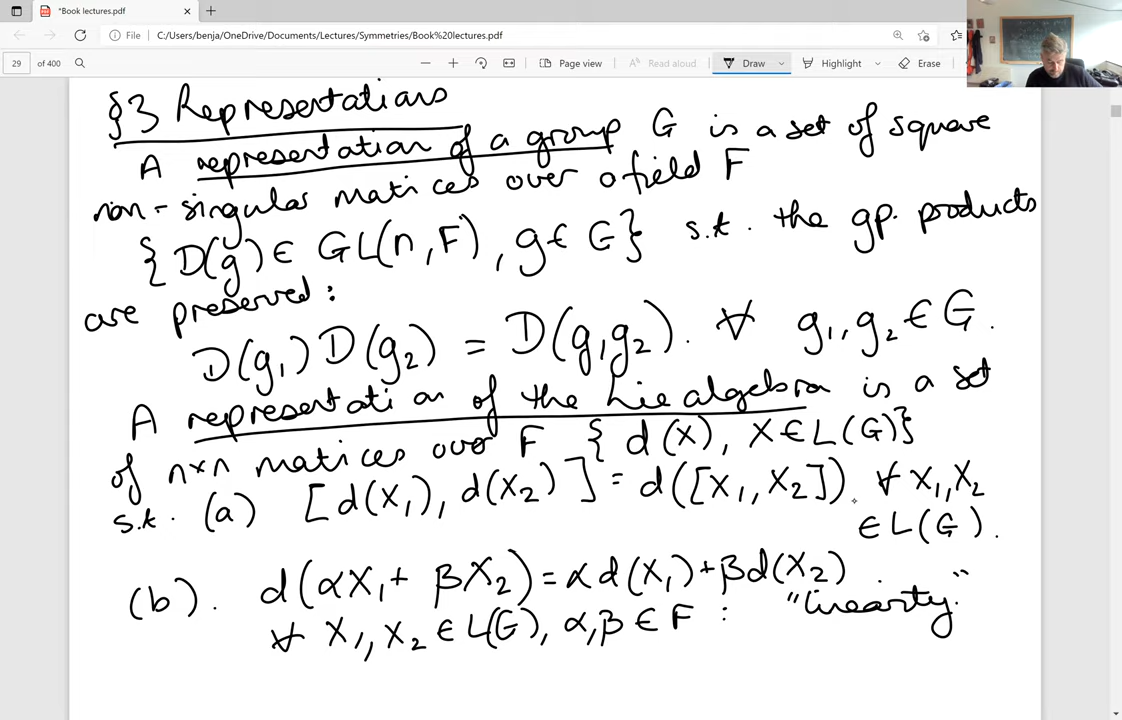 *Book lectures.pdf
File C:/Users/benja/OneDrive/Documents/Lectures/Symmetries/Book%20lectures.pdf
29 of 400 Page view Read aloud Draw Highlight Erase
§3 Representations
A representation of a group G is a set of square
non-singular matices over a field F
{D(g) ∈ GL(n, F), g ∈ G} s.t. the gp. products
are preserved:
D(g₁) D(g₂) = D(g₁g₂). ∀ g₁, g₂ ∈ G.
A representation of the Lie algebra is a set
of n×n matices over F { d(X), X ∈ L(G)}
s.t. (a) [d(X₁), d(X₂)] = d([X₁, X₂]). ∀ X₁, X₂
∈ L(G).
(b). d(αX₁ + βX₂) = αd(X₁) + βd(X₂)
∀ X₁, X₂ ∈ L(G), α, β ∈ F : "linearity."